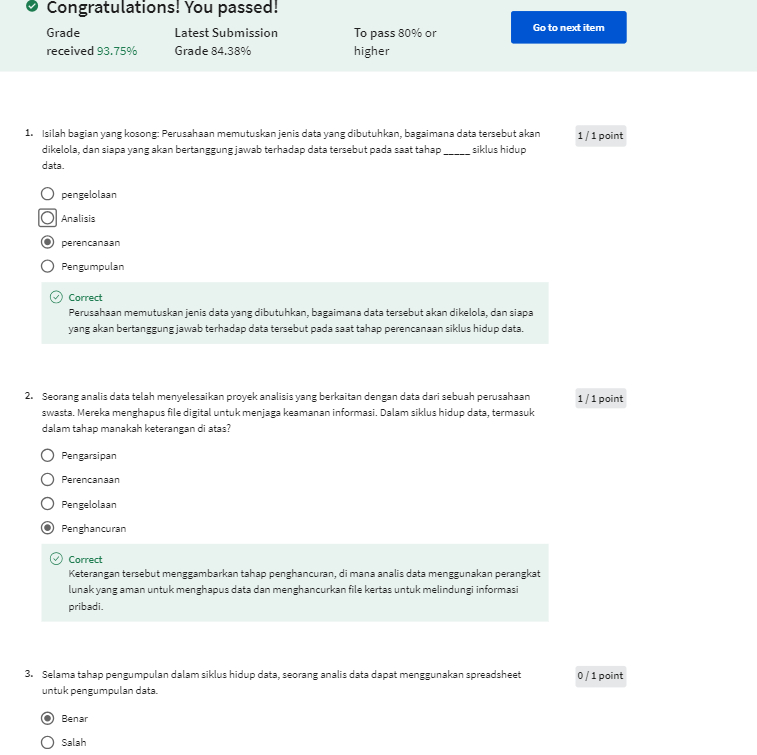 Congratulations! You passed!
Grade received 93.75%
Latest Submission Grade 84.38%
To pass 80% or higher
Go to next item
1. Isilah bagian yang kosong: Perusahaan memutuskan jenis data yang dibutuhkan, bagaimana data tersebut akan
dikelola, dan siapa yang akan bertanggung jawab terhadap data tersebut pada saat tahap _____ siklus hidup
data.
1 / 1 point
pengelolaan
Analisis
perencanaan
Pengumpulan
Correct
Perusahaan memutuskan jenis data yang dibutuhkan, bagaimana data tersebut akan dikelola, dan siapa
yang akan bertanggung jawab terhadap data tersebut pada saat tahap perencanaan siklus hidup data.
2. Seorang analis data telah menyelesaikan proyek analisis yang berkaitan dengan data dari sebuah perusahaan
swasta. Mereka menghapus file digital untuk menjaga keamanan informasi. Dalam siklus hidup data, termasuk
dalam tahap manakah keterangan di atas?
1 / 1 point
Pengarsipan
Perencanaan
Pengelolaan
Penghancuran
Correct
Keterangan tersebut menggambarkan tahap penghancuran, di mana analis data menggunakan perangkat
lunak yang aman untuk menghapus data dan menghancurkan file kertas untuk melindungi informasi
pribadi.
3. Selama tahap pengumpulan dalam siklus hidup data, seorang analis data dapat menggunakan spreadsheet
untuk pengumpulan data.
0 / 1 point
Benar
Salah